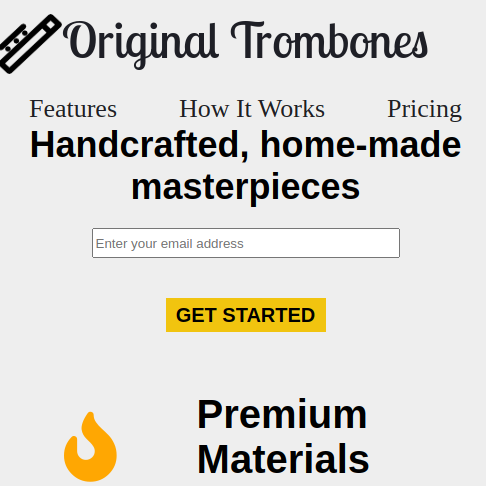 Original Trombones
Features How It Works Pricing
Handcrafted, home-made
masterpieces
Enter your email address
GET STARTED
Premium
Materials